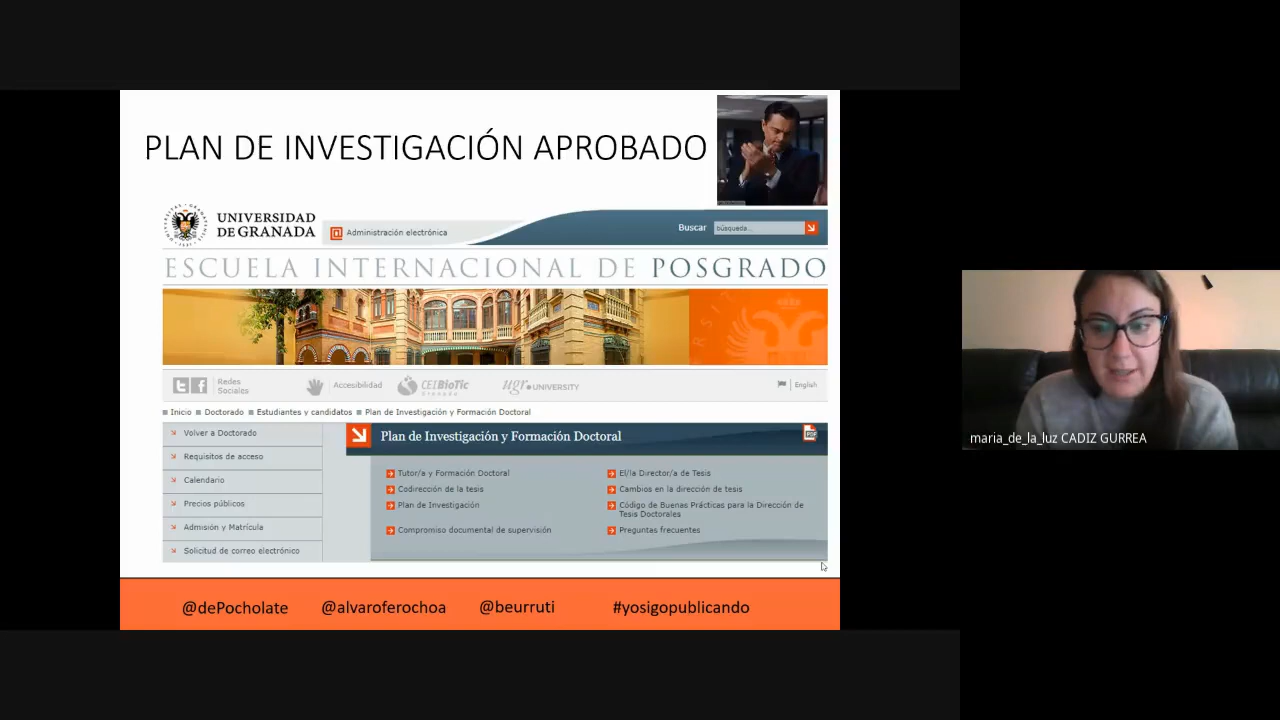 PLAN DE INVESTIGACIÓN APROBADO
UNIVERSIDAD
DE GRANADA
@ Administración electrónica
Buscar
búsqueda...
ESCUELA INTERNACIONAL DE POSGRADO
Redes
Sociales
Accesibilidad
CEIBioTic
GRANADA
ugr UNIVERSITY
English
Inicio Doctorado Estudiantes y candidatos Plan de Investigación y Formación Doctoral
Volver a Doctorado
Requisitos de acceso
Calendario
Precios públicos
Admisión y Matrícula
Solicitud de correo electrónico
Plan de Investigación y Formación Doctoral
Tutor/a y Formación Doctoral
El/la Director/a de Tesis
Codirección de la tesis
Cambios en la dirección de tesis
Plan de Investigación
Código de Buenas Prácticas para la Dirección de
Tesis Doctorales
Compromiso documental de supervisión
Preguntas frecuentes
@dePocholate @alvaroferochoa @beurruti #yosigopublicando
maria_de_la_luz CADIZ GURREA